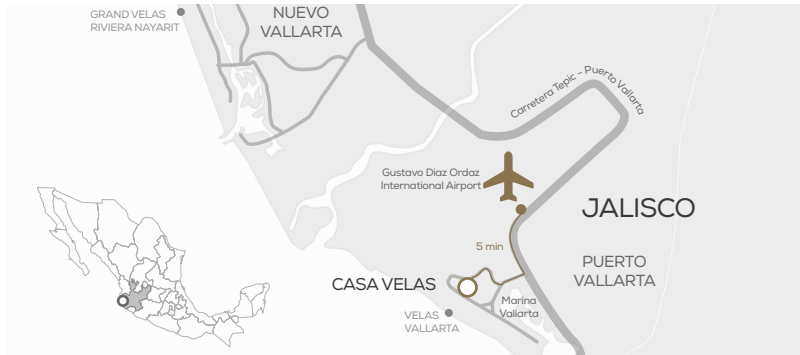 GRAND VELAS
RIVIERA NAYARIT
NUEVO
VALLARTA
Carretera Tepic - Puerto Vallarta
Gustavo Diaz Ordaz
International Airport
JALISCO
5 min
PUERTO
VALLARTA
CASA VELAS
Marina
Vallarta
VELAS
VALLARTA